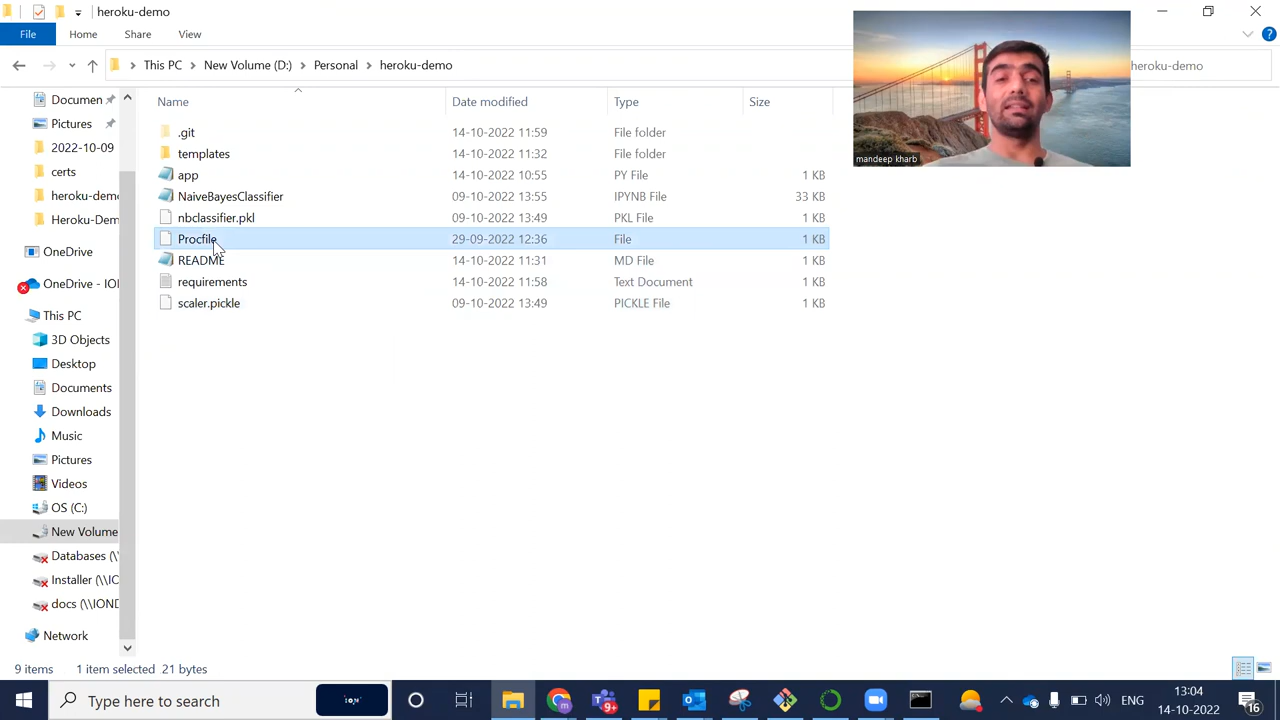 heroku-demo
File Home Share View
This PC New Volume (D:) Personal heroku-demo
heroku-demo
Name Date modified Type Size
.git 14-10-2022 11:59 File folder
templates 14-10-2022 11:32 File folder
app 14-10-2022 10:55 PY File 1 KB
NaiveBayesClassifier 09-10-2022 13:55 IPYNB File 33 KB
nbclassifier.pkl 09-10-2022 13:49 PKL File 1 KB
Procfile 29-09-2022 12:36 File 1 KB
README 14-10-2022 11:31 MD File 1 KB
requirements 14-10-2022 11:58 Text Document 1 KB
scaler.pickle 09-10-2022 13:49 PICKLE File 1 KB
mandeep kharb
Documen
Pictures
2022-10-09
certs
heroku-dem
Heroku-Dem
OneDrive
OneDrive - ION
This PC
3D Objects
Desktop
Documents
Downloads
Music
Pictures
Videos
OS (C:)
New Volume
Databases (\\
Installer (\\IO
docs (\\IOND
Network
9 items 1 item selected 21 bytes
Type here to search
9+
ENG
13:04
14-10-2022
16